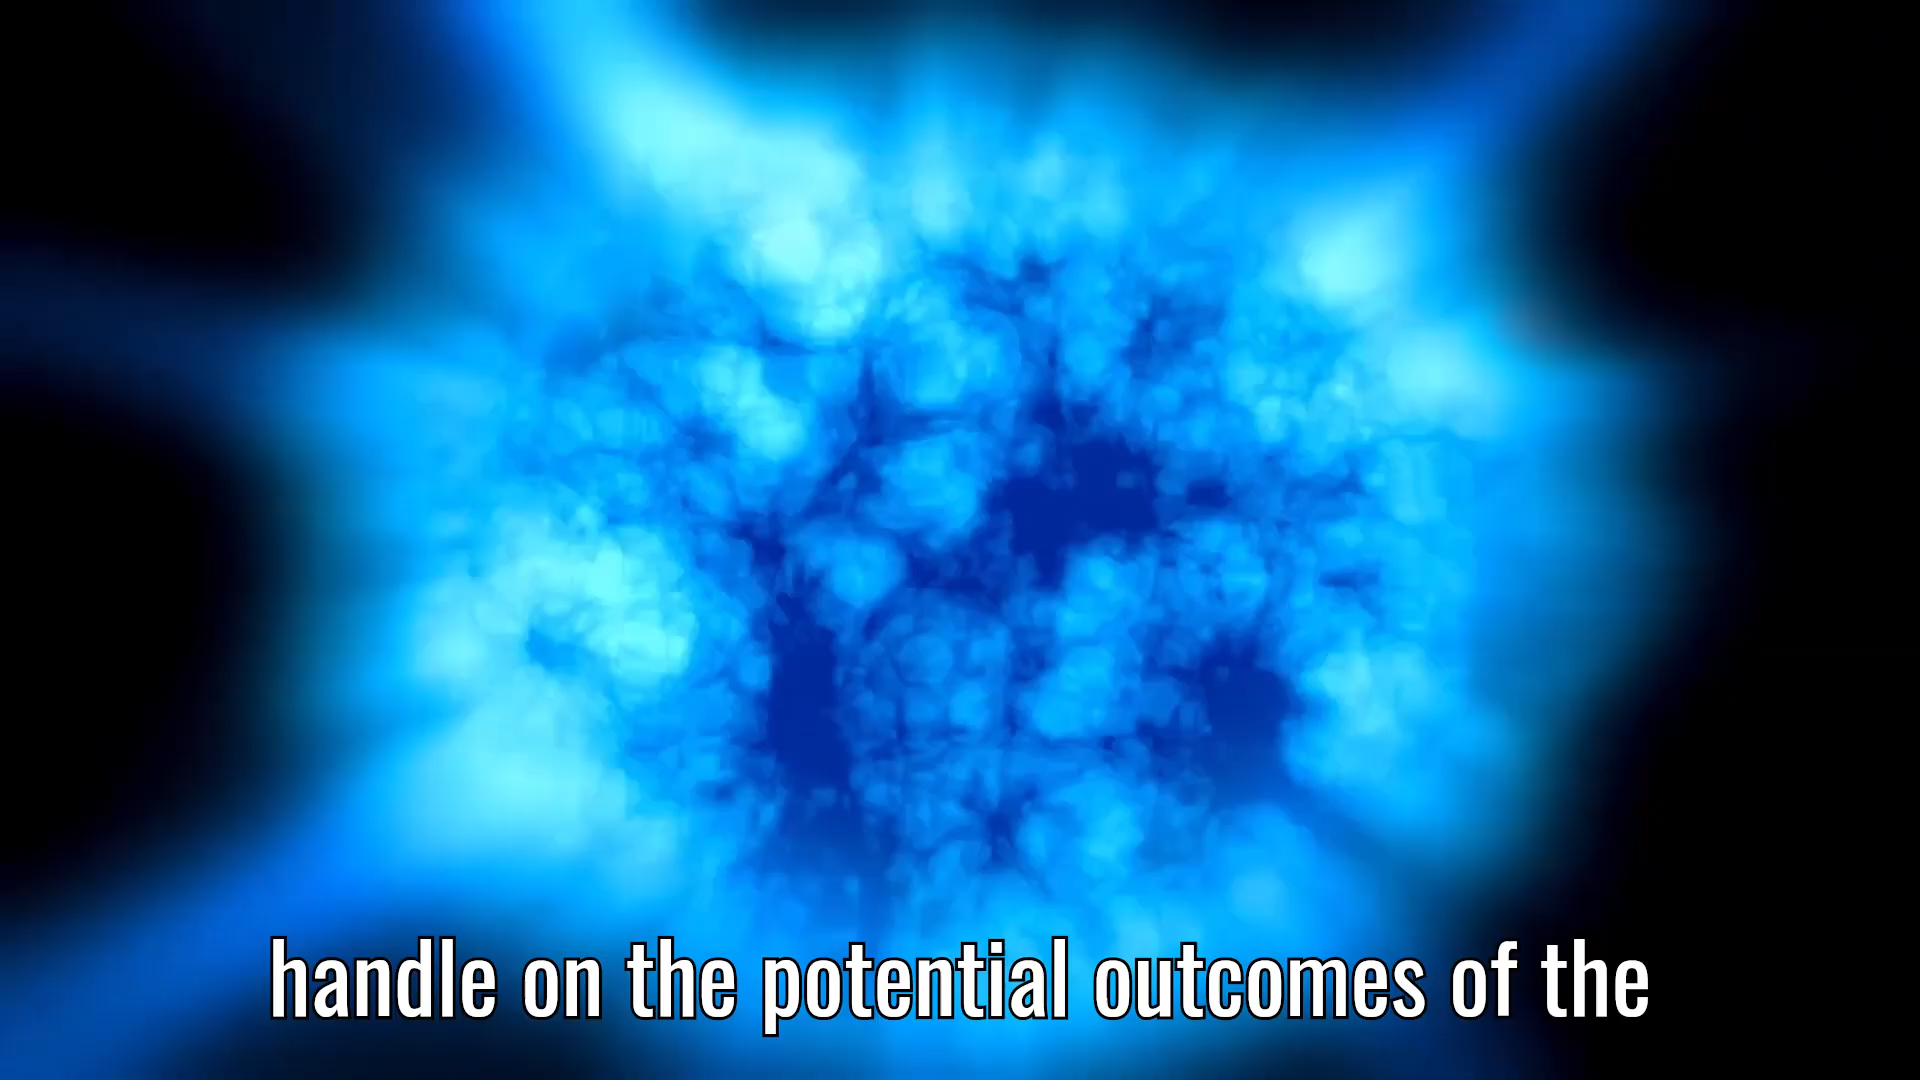 handle on the potential outcomes of the